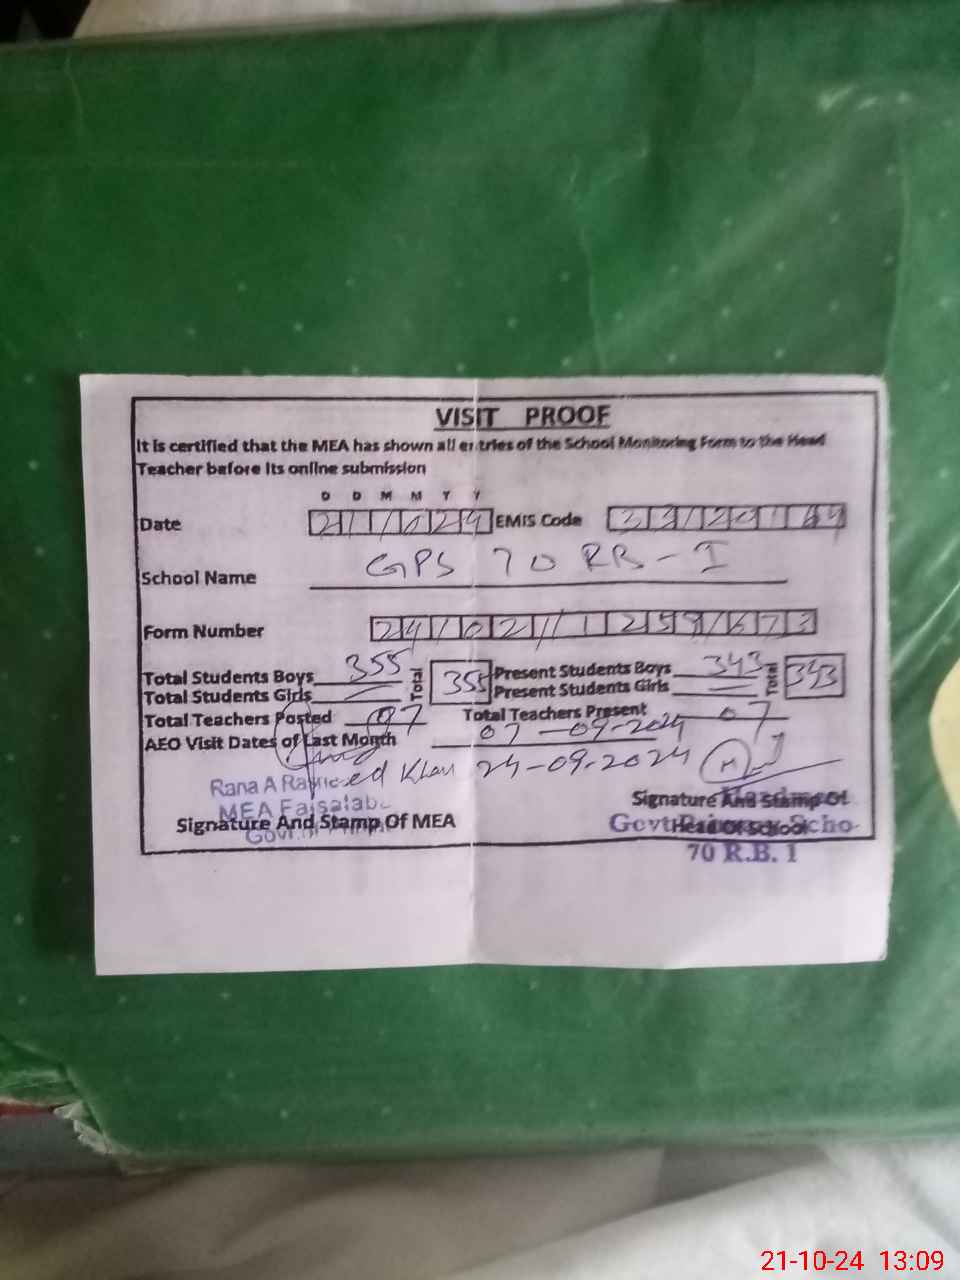 VISIT PROOF
It is certified that the MEA has shown all entries of the School Monitoring Form to the Head
Teacher before its online submission
D D M M Y Y
Date 211024 EMIS Code
School Name GPS 70 RB-I
Form Number
Total Students Boys 355 Total 355 Present Students Boys 343 Total 343
Total Students Girls — Present Students Girls —
Total Teachers Posted 07 Total Teachers Present 07
AEO Visit Dates of Last Month 07-09-2024
24-09-2024
Rana A Khan
MEA Faisalab
Signature And Stamp Of MEA
Signature And Stamp Of
Head Of School
Govt Primary Scho
70 R.B. 1
21-10-24 13:09